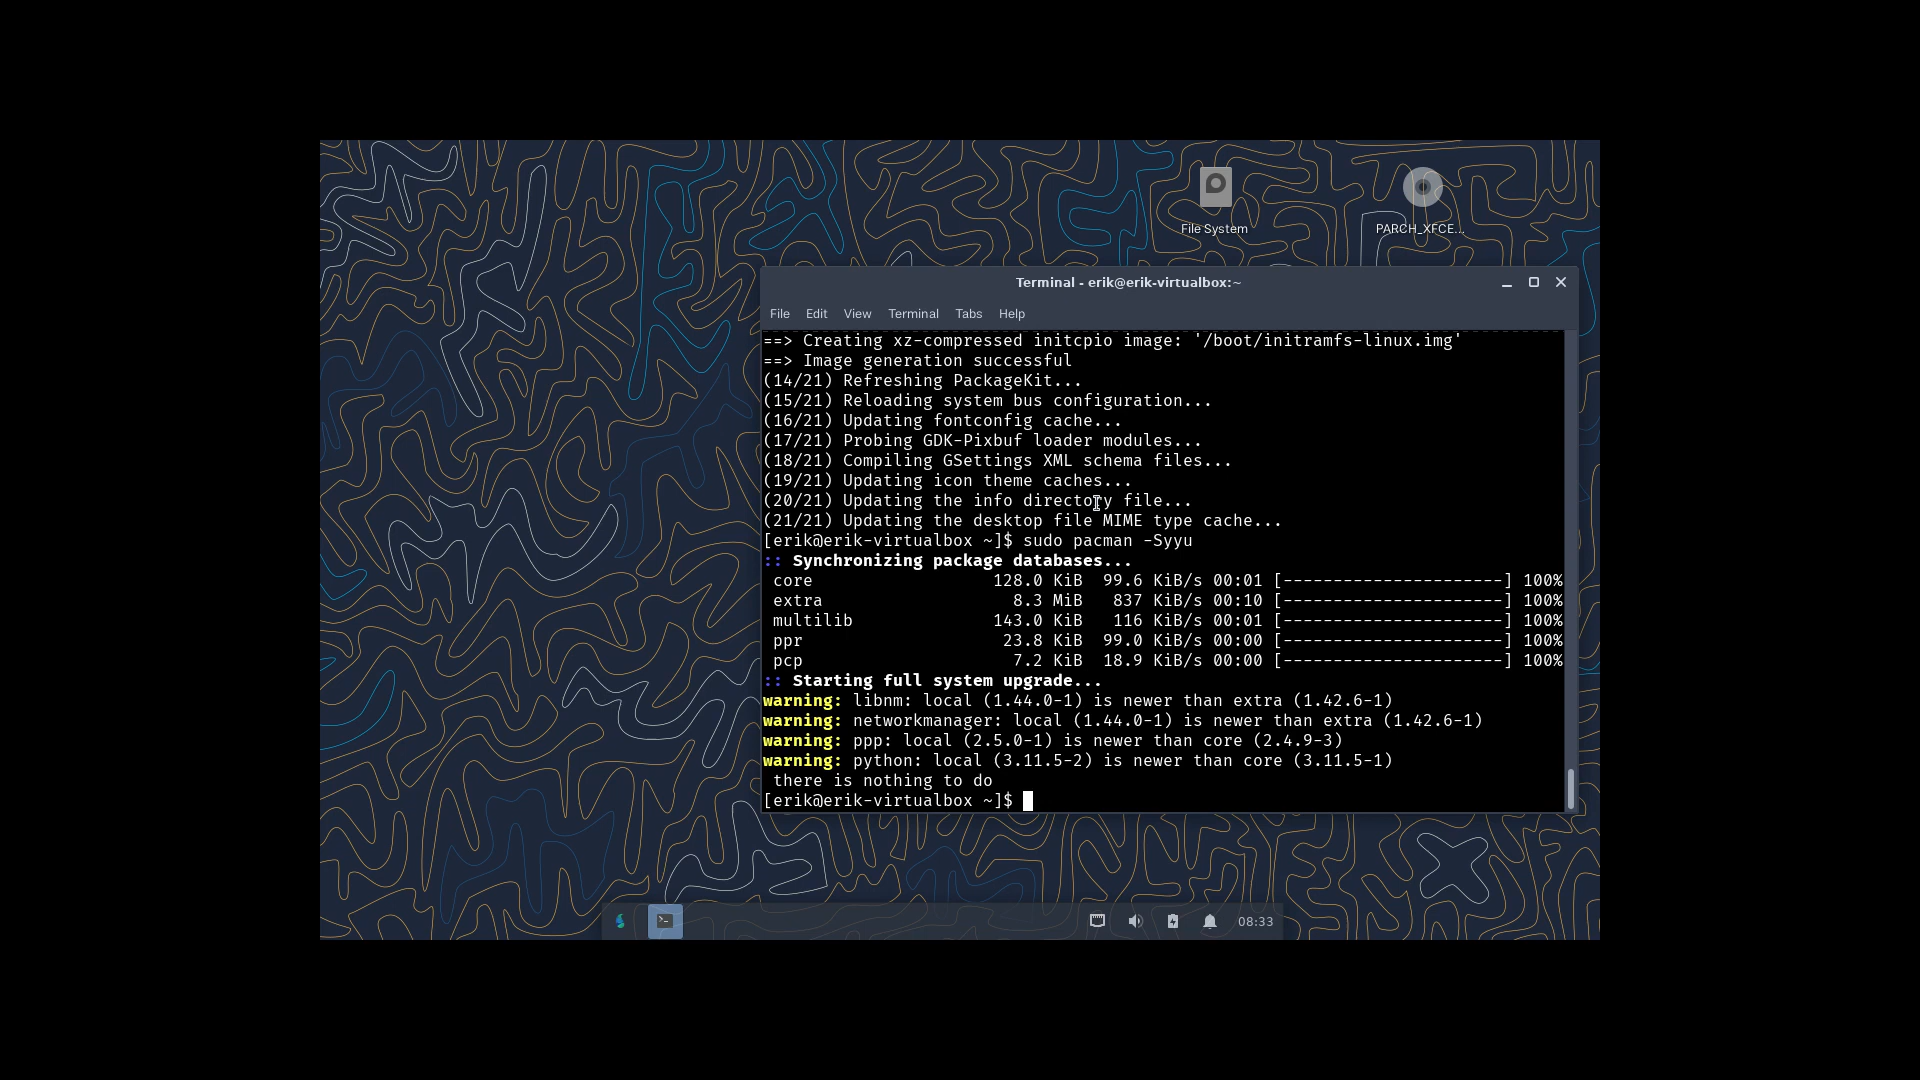 File System
PARCH_XFCE...
Terminal - erik@erik-virtualbox:~
File Edit View Terminal Tabs Help
==> Creating xz-compressed initcpio image: '/boot/initramfs-linux.img'
==> Image generation successful
(14/21) Refreshing PackageKit...
(15/21) Reloading system bus configuration...
(16/21) Updating fontconfig cache...
(17/21) Probing GDK-Pixbuf loader modules...
(18/21) Compiling GSettings XML schema files...
(19/21) Updating icon theme caches...
(20/21) Updating the info directory file...
(21/21) Updating the desktop file MIME type cache...
[erik@erik-virtualbox ~]$ sudo pacman -Syyu
:: Synchronizing package databases...
core 128.0 KiB 99.6 KiB/s 00:01 [----------------------] 100%
extra 8.3 MiB 837 KiB/s 00:10 [----------------------] 100%
multilib 143.0 KiB 116 KiB/s 00:01 [----------------------] 100%
ppr 23.8 KiB 99.0 KiB/s 00:00 [----------------------] 100%
pcp 7.2 KiB 18.9 KiB/s 00:00 [----------------------] 100%
:: Starting full system upgrade...
warning: libnm: local (1.44.0-1) is newer than extra (1.42.6-1)
warning: networkmanager: local (1.44.0-1) is newer than extra (1.42.6-1)
warning: ppp: local (2.5.0-1) is newer than core (2.4.9-3)
warning: python: local (3.11.5-2) is newer than core (3.11.5-1)
there is nothing to do
[erik@erik-virtualbox ~]$
08:33